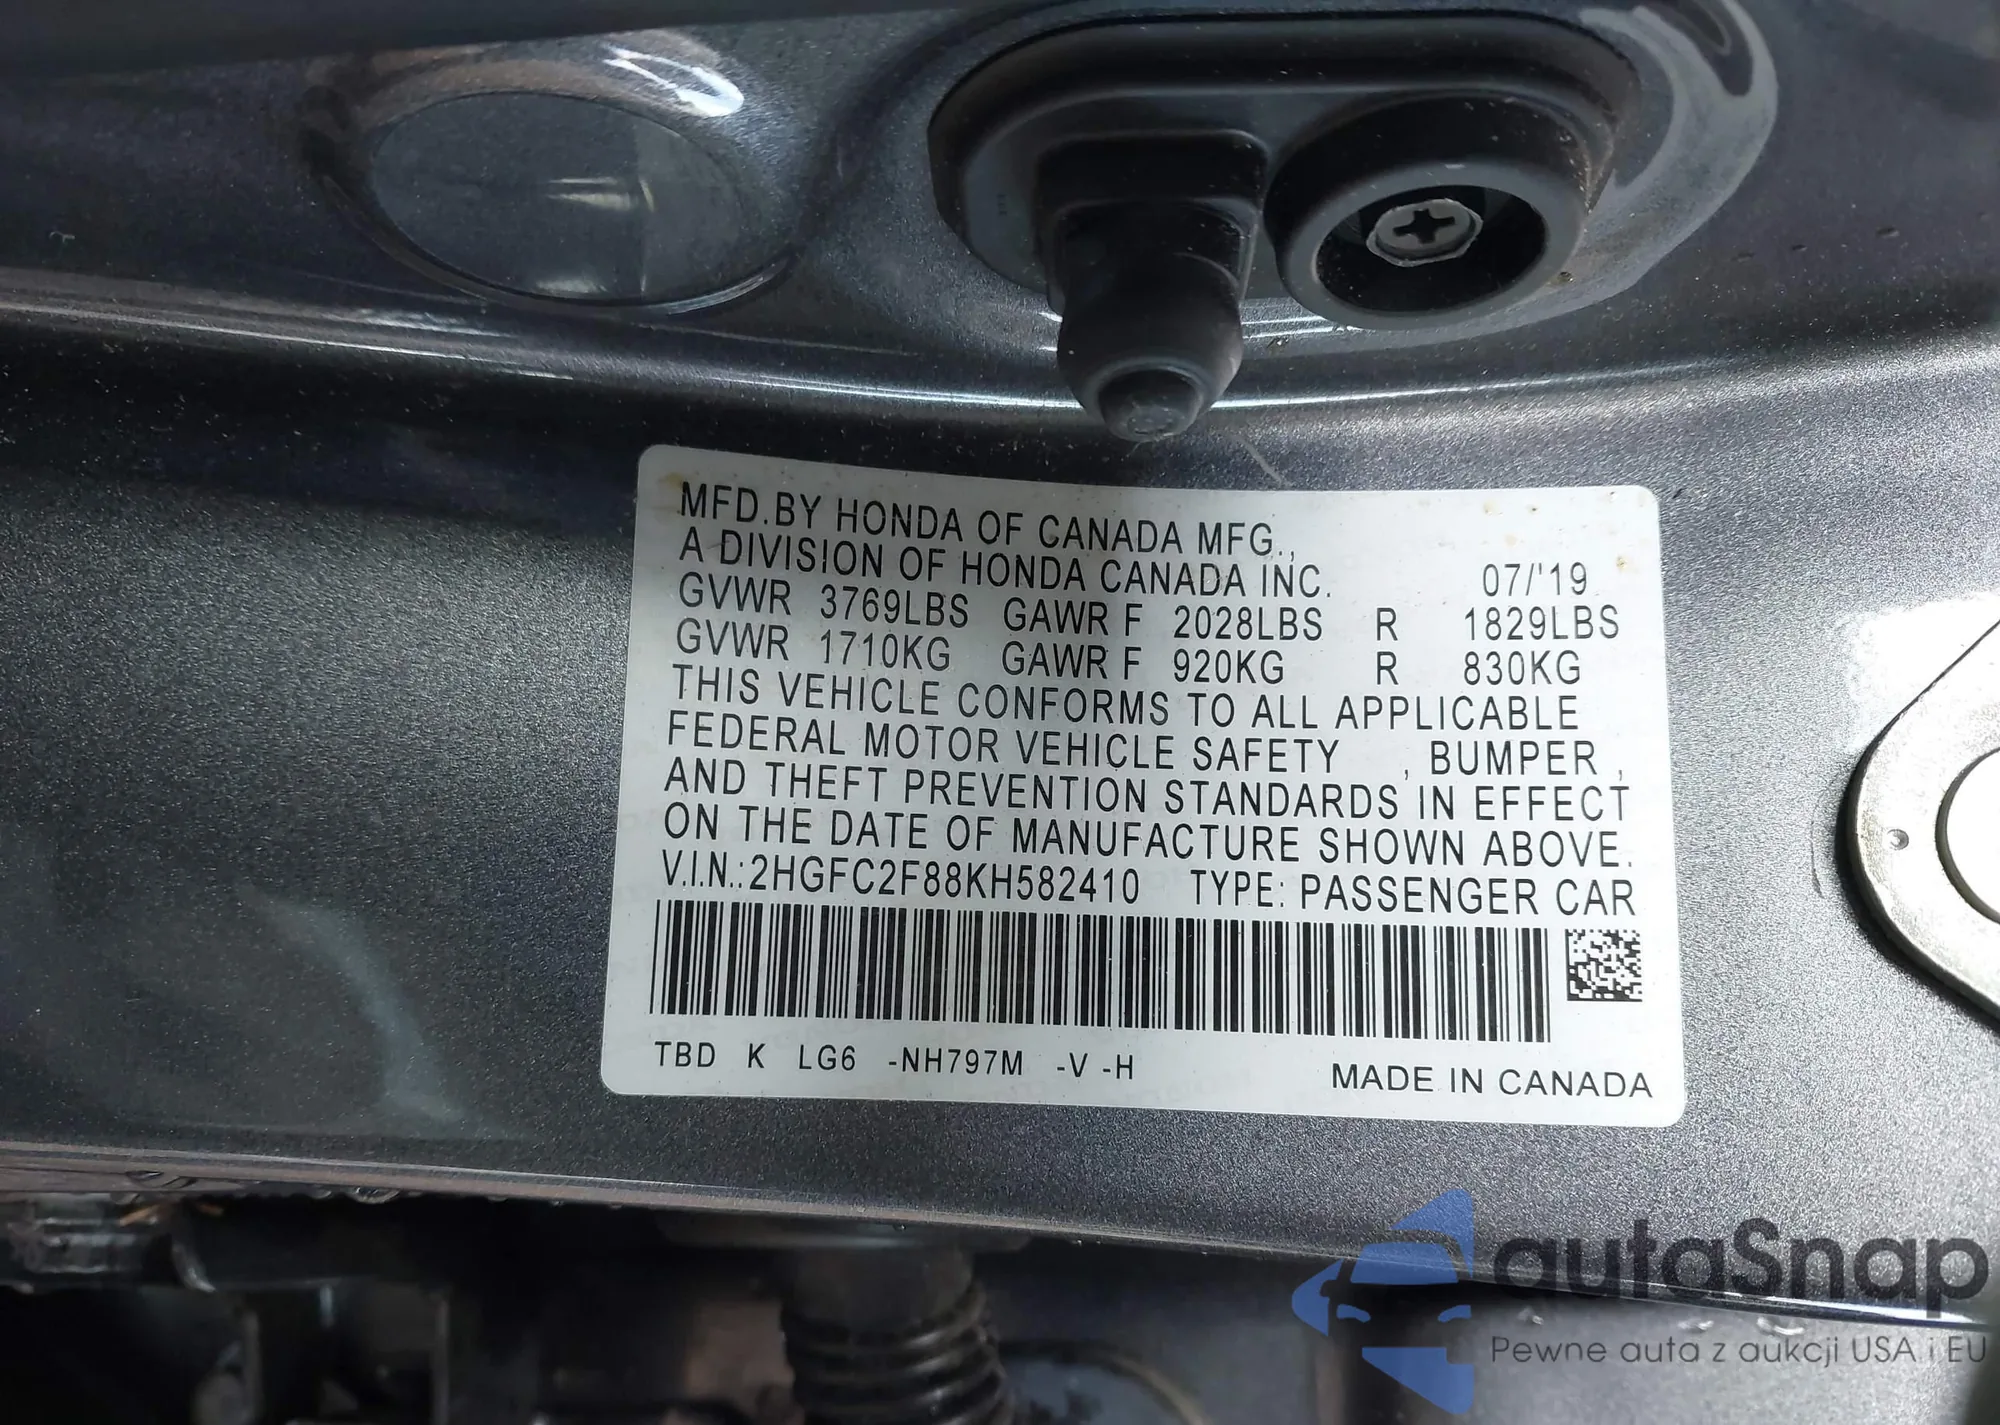 MFD.BY HONDA OF CANADA MFG.,
A DIVISION OF HONDA CANADA INC. 07/'19
GVWR 3769LBS GAWR F 2028LBS R 1829LBS
GVWR 1710KG GAWR F 920KG R 830KG
THIS VEHICLE CONFORMS TO ALL APPLICABLE
FEDERAL MOTOR VEHICLE SAFETY , BUMPER ,
AND THEFT PREVENTION STANDARDS IN EFFECT
ON THE DATE OF MANUFACTURE SHOWN ABOVE.
V.I.N.:2HGFC2F88KH582410 TYPE: PASSENGER CAR
TBD K LG6 -NH797M -V -H MADE IN CANADA
autaSnap
Pewne auta z aukcji USA i EU